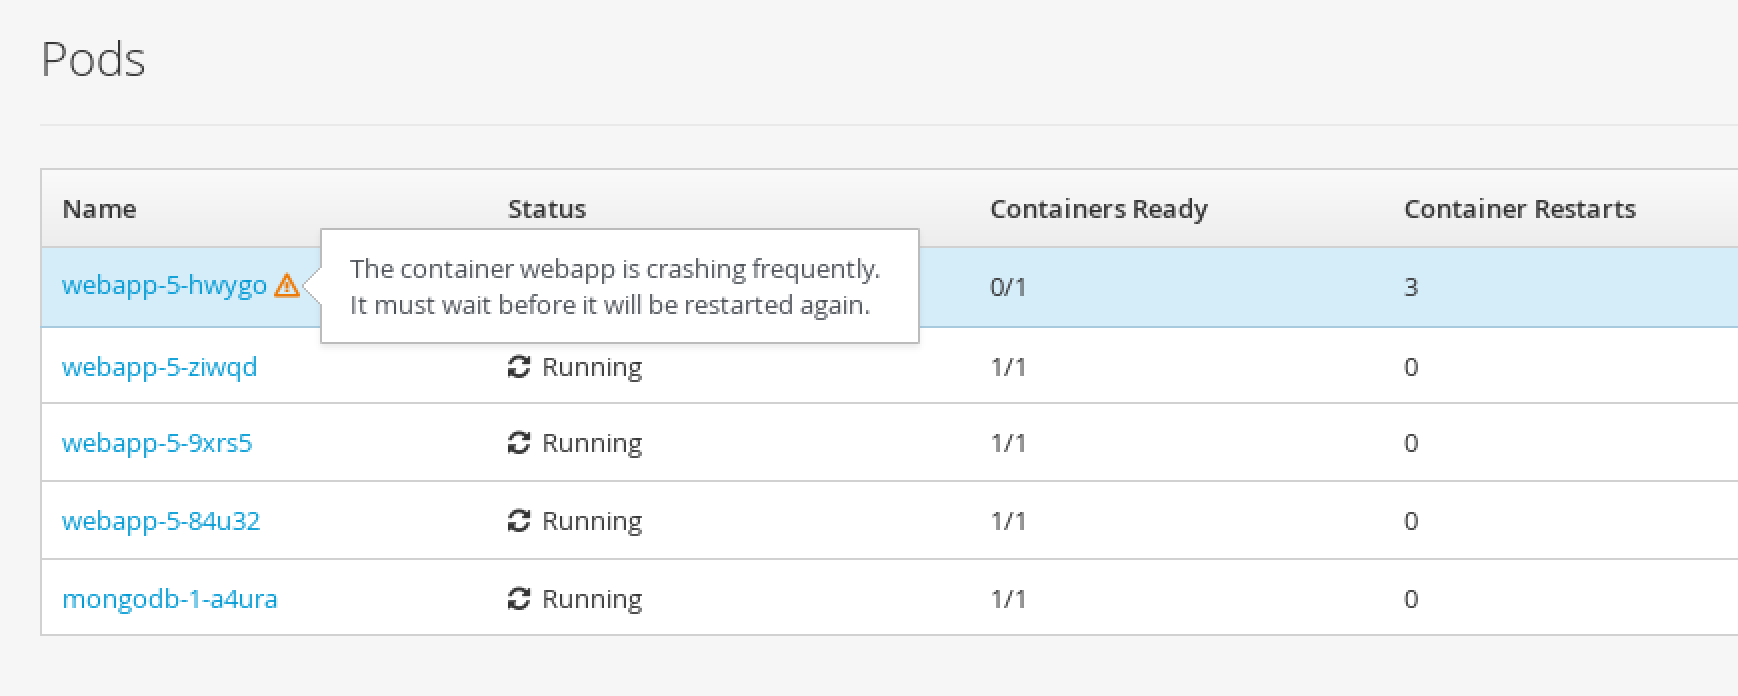 Pods
Name Status Containers Ready Container Restarts
webapp-5-hwygo 0/1 3
The container webapp is crashing frequently.
It must wait before it will be restarted again.
webapp-5-ziwqd Running 1/1 0
webapp-5-9xrs5 Running 1/1 0
webapp-5-84u32 Running 1/1 0
mongodb-1-a4ura Running 1/1 0